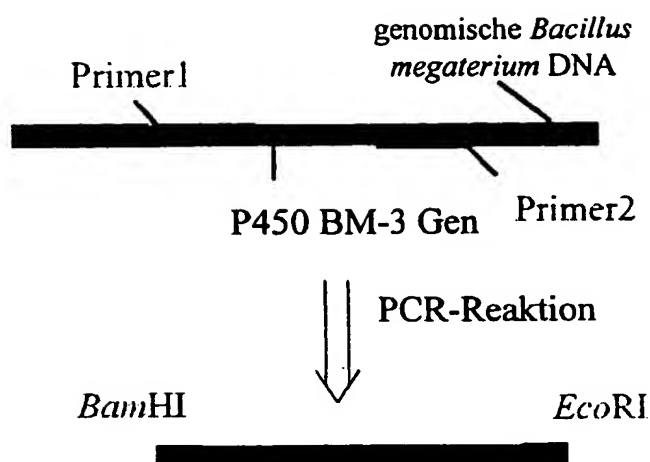 genomische Bacillus
megaterium DNA
Primer1
P450 BM-3 Gen
Primer2
PCR-Reaktion
BamHI
EcoRI